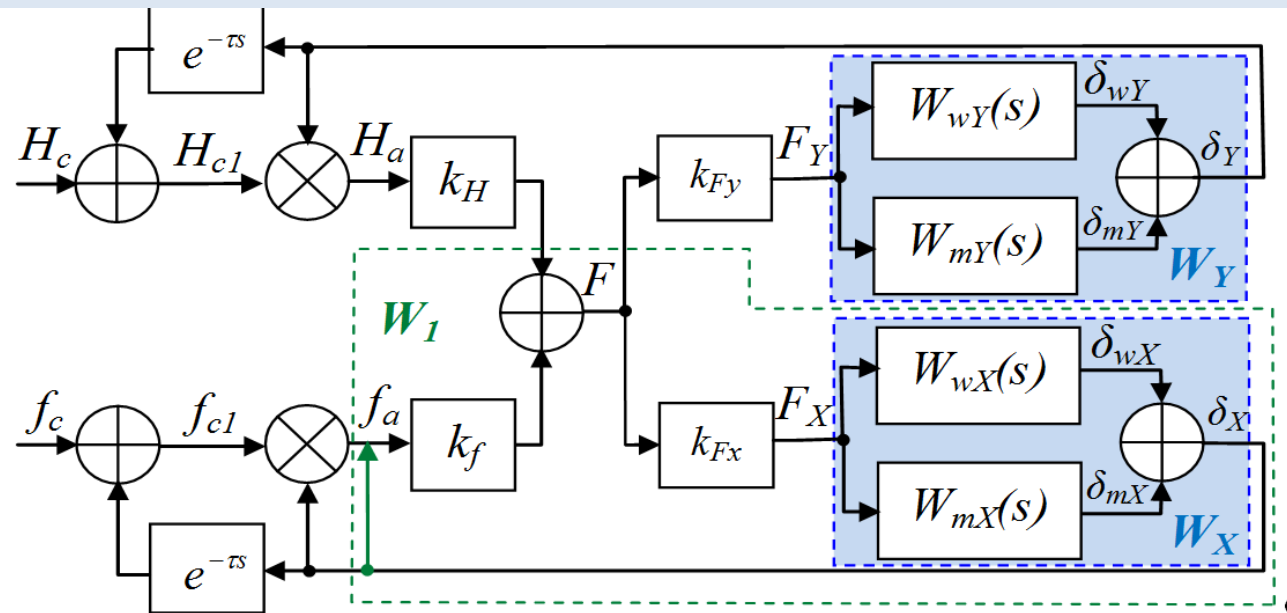 e^{−τs}
W_{wY}(s)
δ_{wY}
H_c
H_{c1}
H_a
k_H
k_{Fy}
F_Y
δ_Y
W_{mY}(s)
δ_{mY}
W_Y
F
W_1
W_{wX}(s)
δ_{wX}
f_c
f_{c1}
f_a
k_f
k_{Fx}
F_X
δ_X
W_{mX}(s)
δ_{mX}
W_X
e^{−τs}